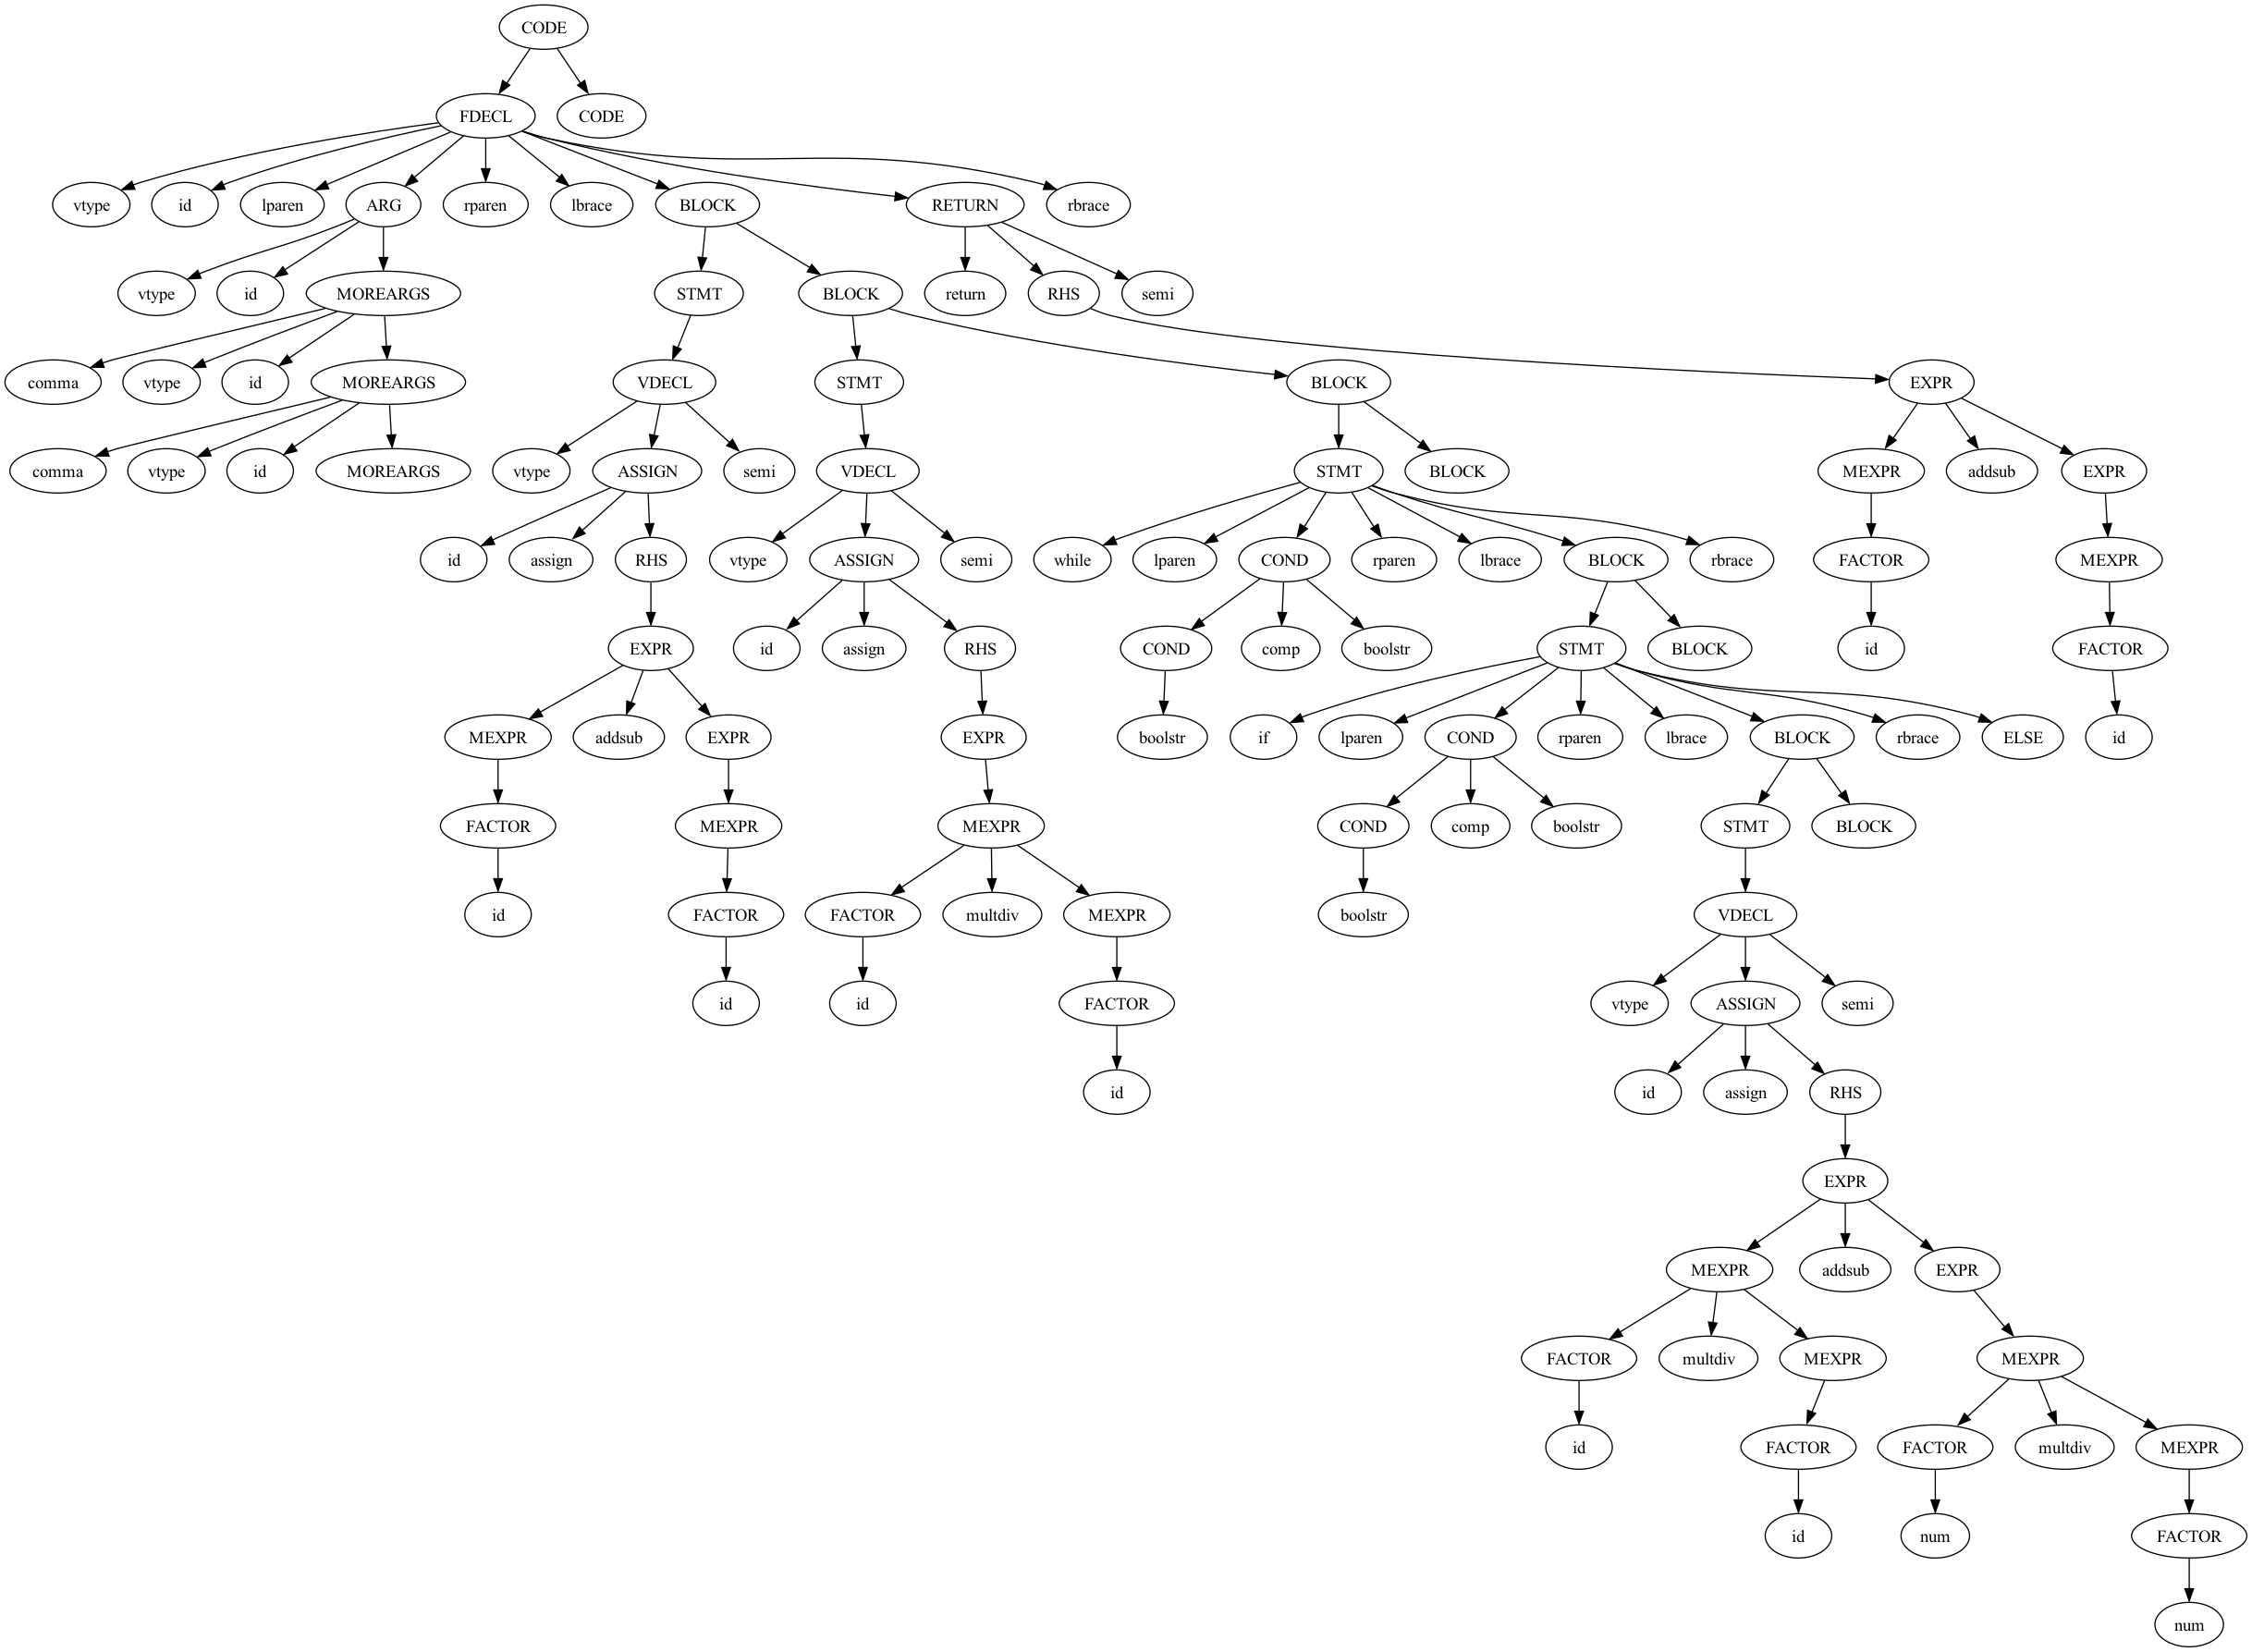 CODE
FDECL CODE
vtype id lparen ARG rparen lbrace BLOCK RETURN rbrace
vtype id MOREARGS STMT BLOCK return RHS semi
comma vtype id MOREARGS VDECL STMT BLOCK EXPR
comma vtype id MOREARGS vtype ASSIGN semi VDECL STMT BLOCK MEXPR addsub EXPR
id assign RHS vtype ASSIGN semi while lparen COND rparen lbrace BLOCK rbrace FACTOR MEXPR
EXPR id assign RHS COND comp boolstr STMT BLOCK id FACTOR
MEXPR addsub EXPR EXPR boolstr if lparen COND rparen lbrace BLOCK rbrace ELSE id
FACTOR MEXPR MEXPR COND comp boolstr STMT BLOCK
id FACTOR FACTOR multdiv MEXPR boolstr VDECL
id id FACTOR vtype ASSIGN semi
id id assign RHS
EXPR
MEXPR addsub EXPR
FACTOR multdiv MEXPR MEXPR
id FACTOR FACTOR multdiv MEXPR
id num FACTOR
num